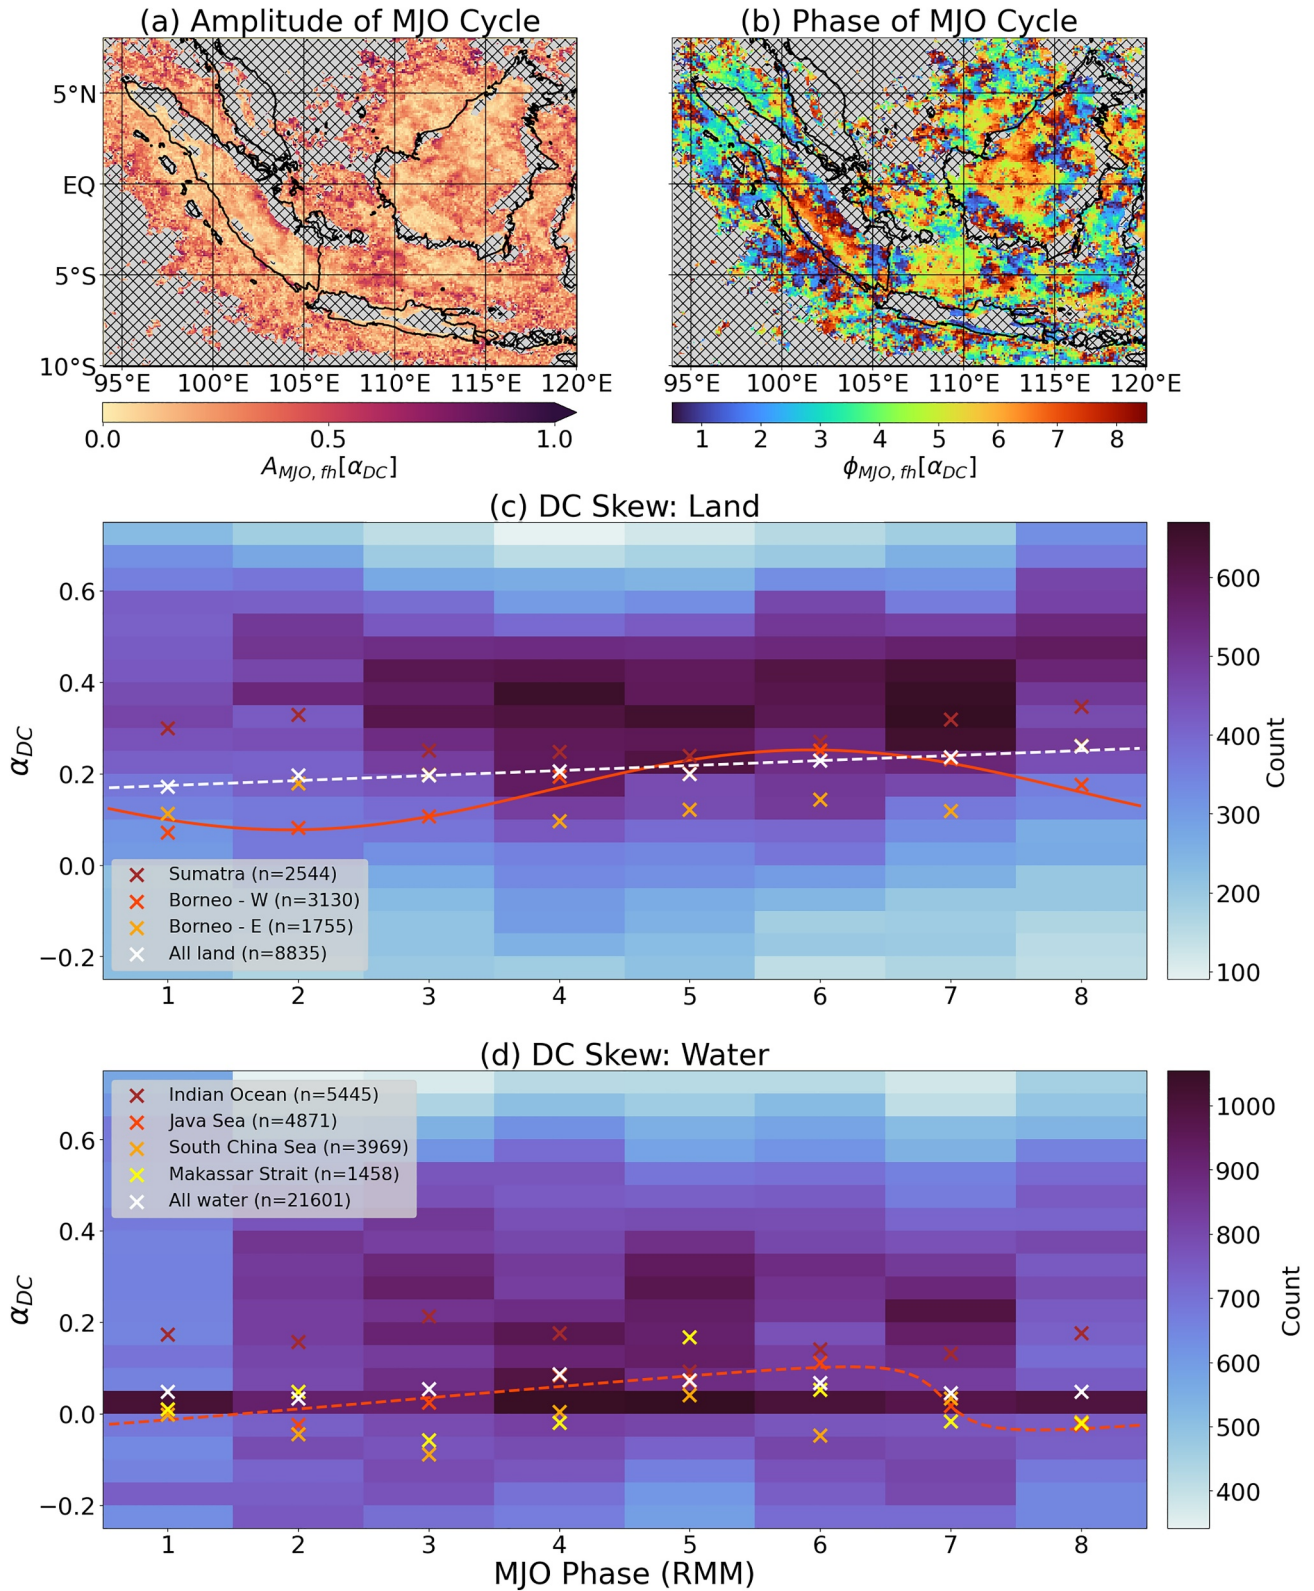 (a) Amplitude of MJO Cycle
(b) Phase of MJO Cycle
5°N
EQ
5°S
10°S
95°E 100°E 105°E 110°E 115°E 120°E
95°E 100°E 105°E 110°E 115°E 120°E
0.0 0.5 1.0
1 2 3 4 5 6 7 8
A_{MJO, fh}[α_{DC}]
ϕ_{MJO, fh}[α_{DC}]
(c) DC Skew: Land
0.6
0.4
0.2
0.0
−0.2
α_{DC}
Sumatra (n=2544)
Borneo - W (n=3130)
Borneo - E (n=1755)
All land (n=8835)
1 2 3 4 5 6 7 8
600
500
400
300
200
100
Count
(d) DC Skew: Water
0.6
0.4
0.2
0.0
−0.2
α_{DC}
Indian Ocean (n=5445)
Java Sea (n=4871)
South China Sea (n=3969)
Makassar Strait (n=1458)
All water (n=21601)
1 2 3 4 5 6 7 8
MJO Phase (RMM)
1000
900
800
700
600
500
400
Count